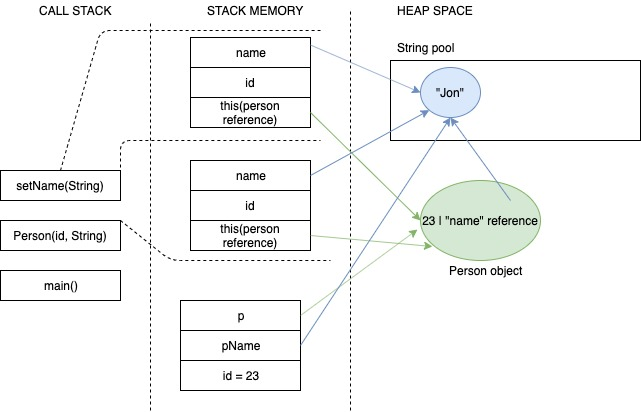 CALL STACK
STACK MEMORY
HEAP SPACE
name
id
this(person
reference)
String pool
"Jon"
setName(String)
Person(id, String)
main()
name
id
this(person
reference)
23 | "name" reference
Person object
p
pName
id = 23